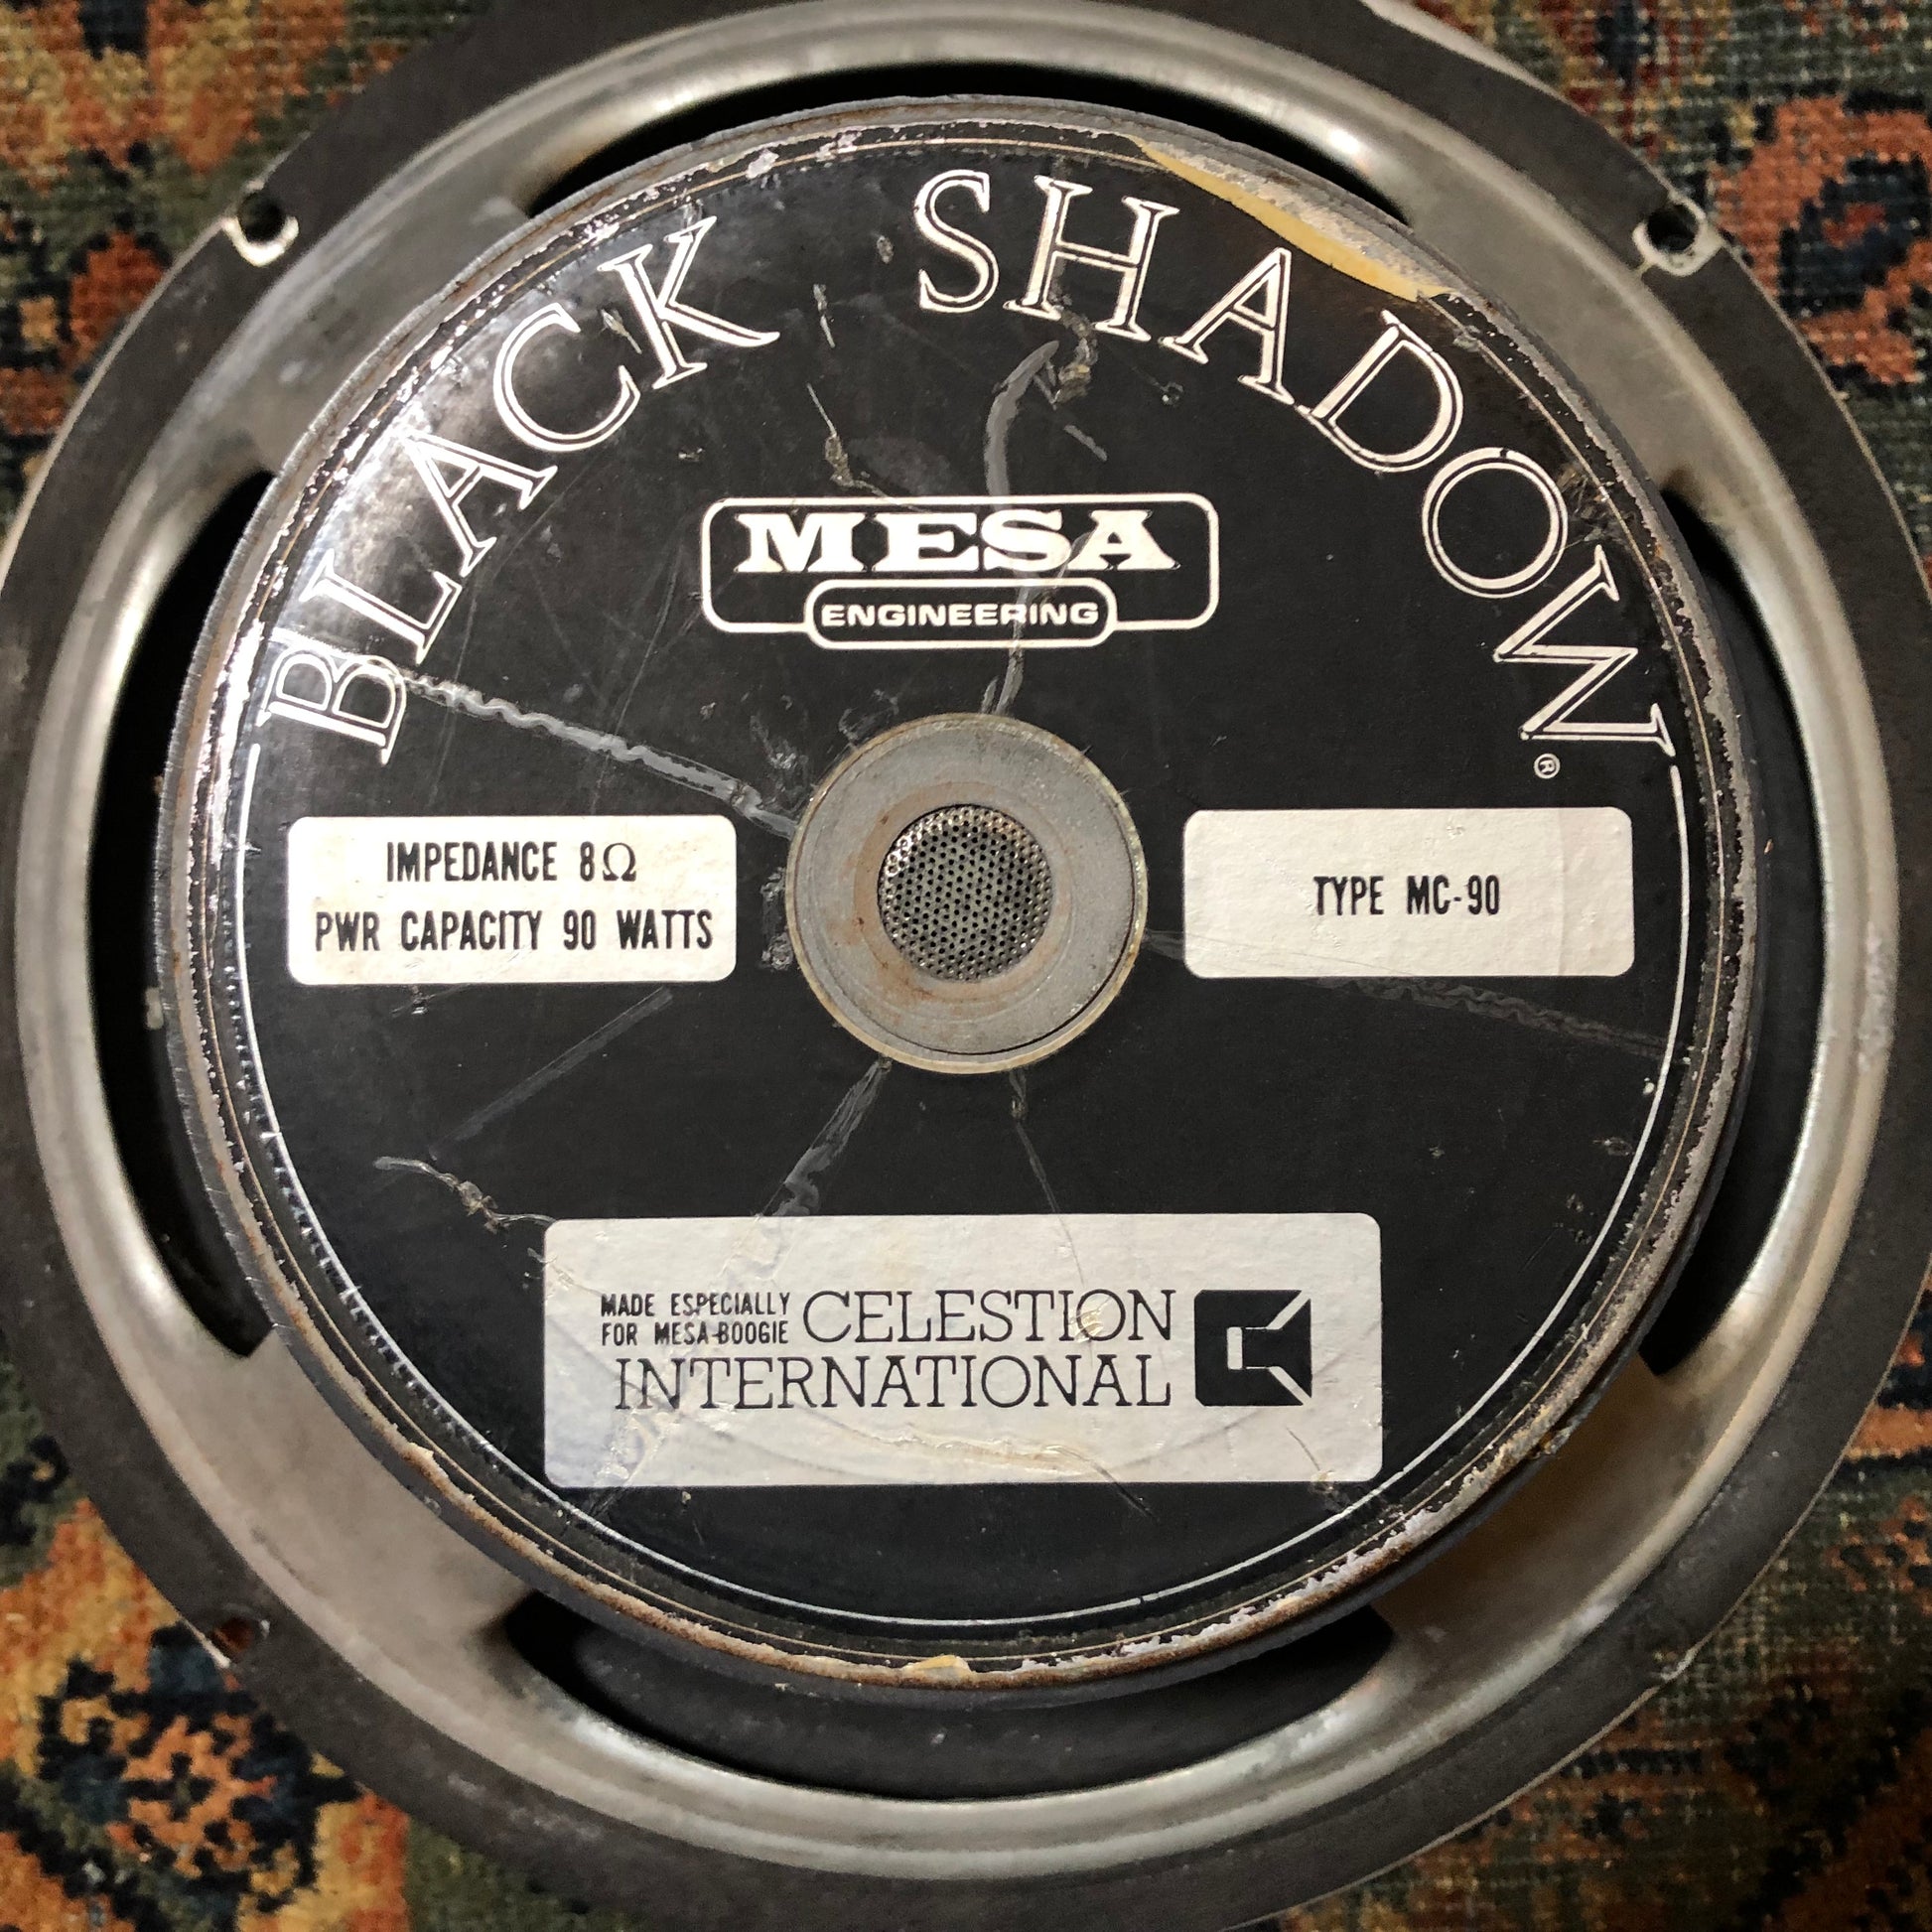 BLACK SHADOW®
MESA
ENGINEERING
IMPEDANCE 8Ω
PWR CAPACITY 90 WATTS
TYPE MC-90
MADE ESPECIALLY
FOR MESA-BOOGIE
CELESTION
INTERNATIONAL